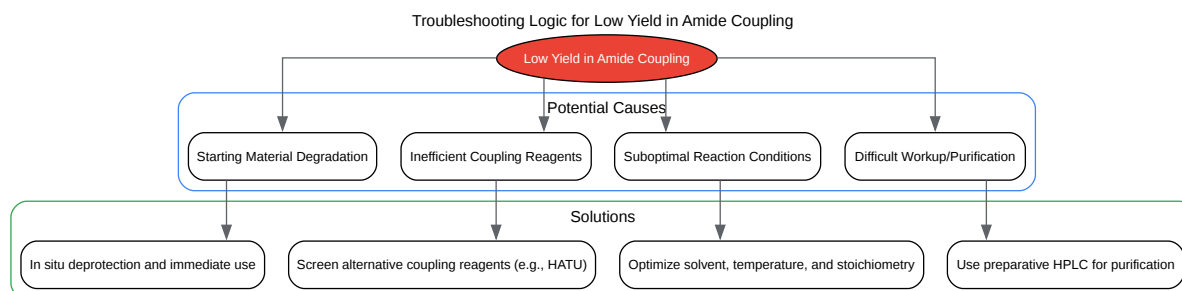 Troubleshooting Logic for Low Yield in Amide Coupling
Low Yield in Amide Coupling
Potential Causes
Starting Material Degradation
Inefficient Coupling Reagents
Suboptimal Reaction Conditions
Difficult Workup/Purification
Solutions
In situ deprotection and immediate use
Screen alternative coupling reagents (e.g., HATU)
Optimize solvent, temperature, and stoichiometry
Use preparative HPLC for purification